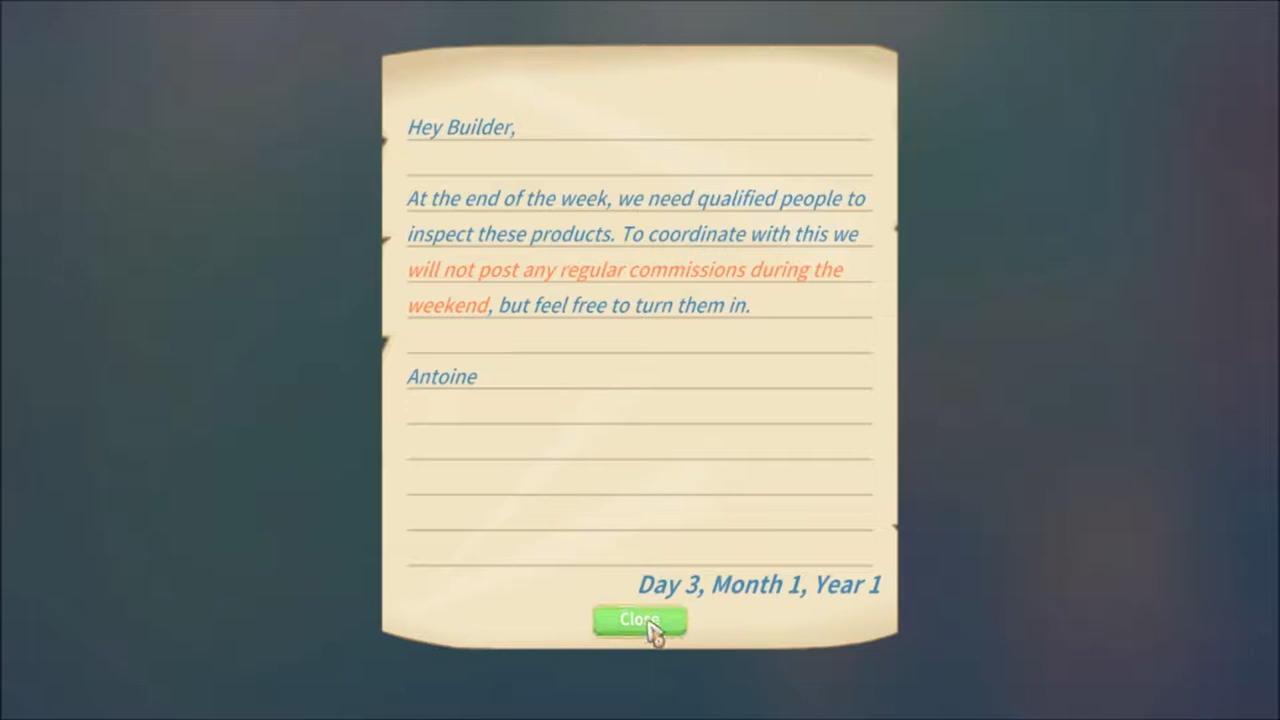 Hey Builder,
At the end of the week, we need qualified people to
inspect these products. To coordinate with this we
will not post any regular commissions during the
weekend, but feel free to turn them in.
Antoine
Day 3, Month 1, Year 1
Close